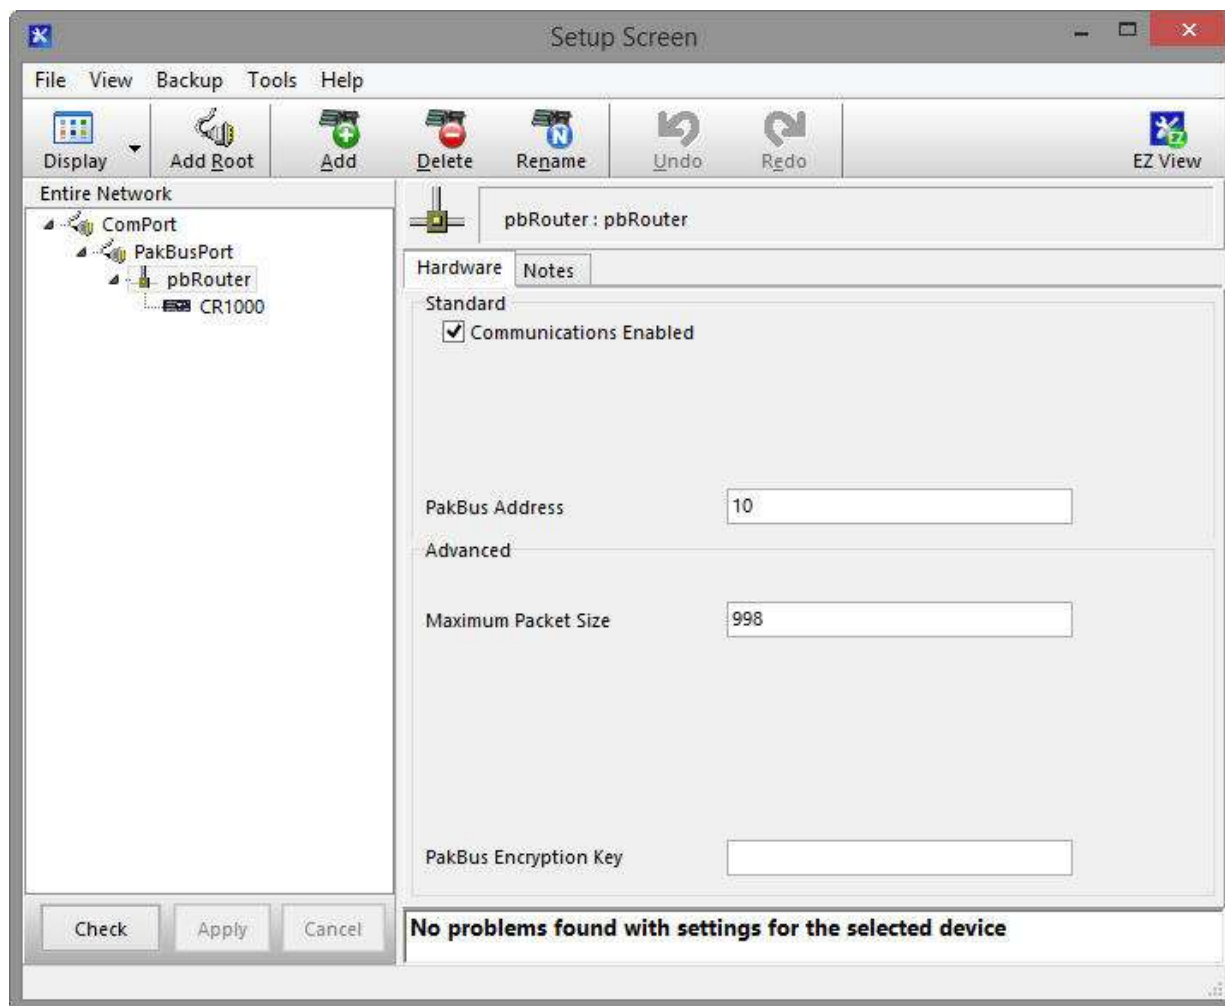 Setup Screen
File View Backup Tools Help
Display Add Root Add Delete Rename Undo Redo EZ View
Entire Network
ComPort
PakBusPort
pbRouter
CR1000
pbRouter : pbRouter
Hardware Notes
Standard
Communications Enabled
PakBus Address 10
Advanced
Maximum Packet Size 998
PakBus Encryption Key
Check Apply Cancel
No problems found with settings for the selected device